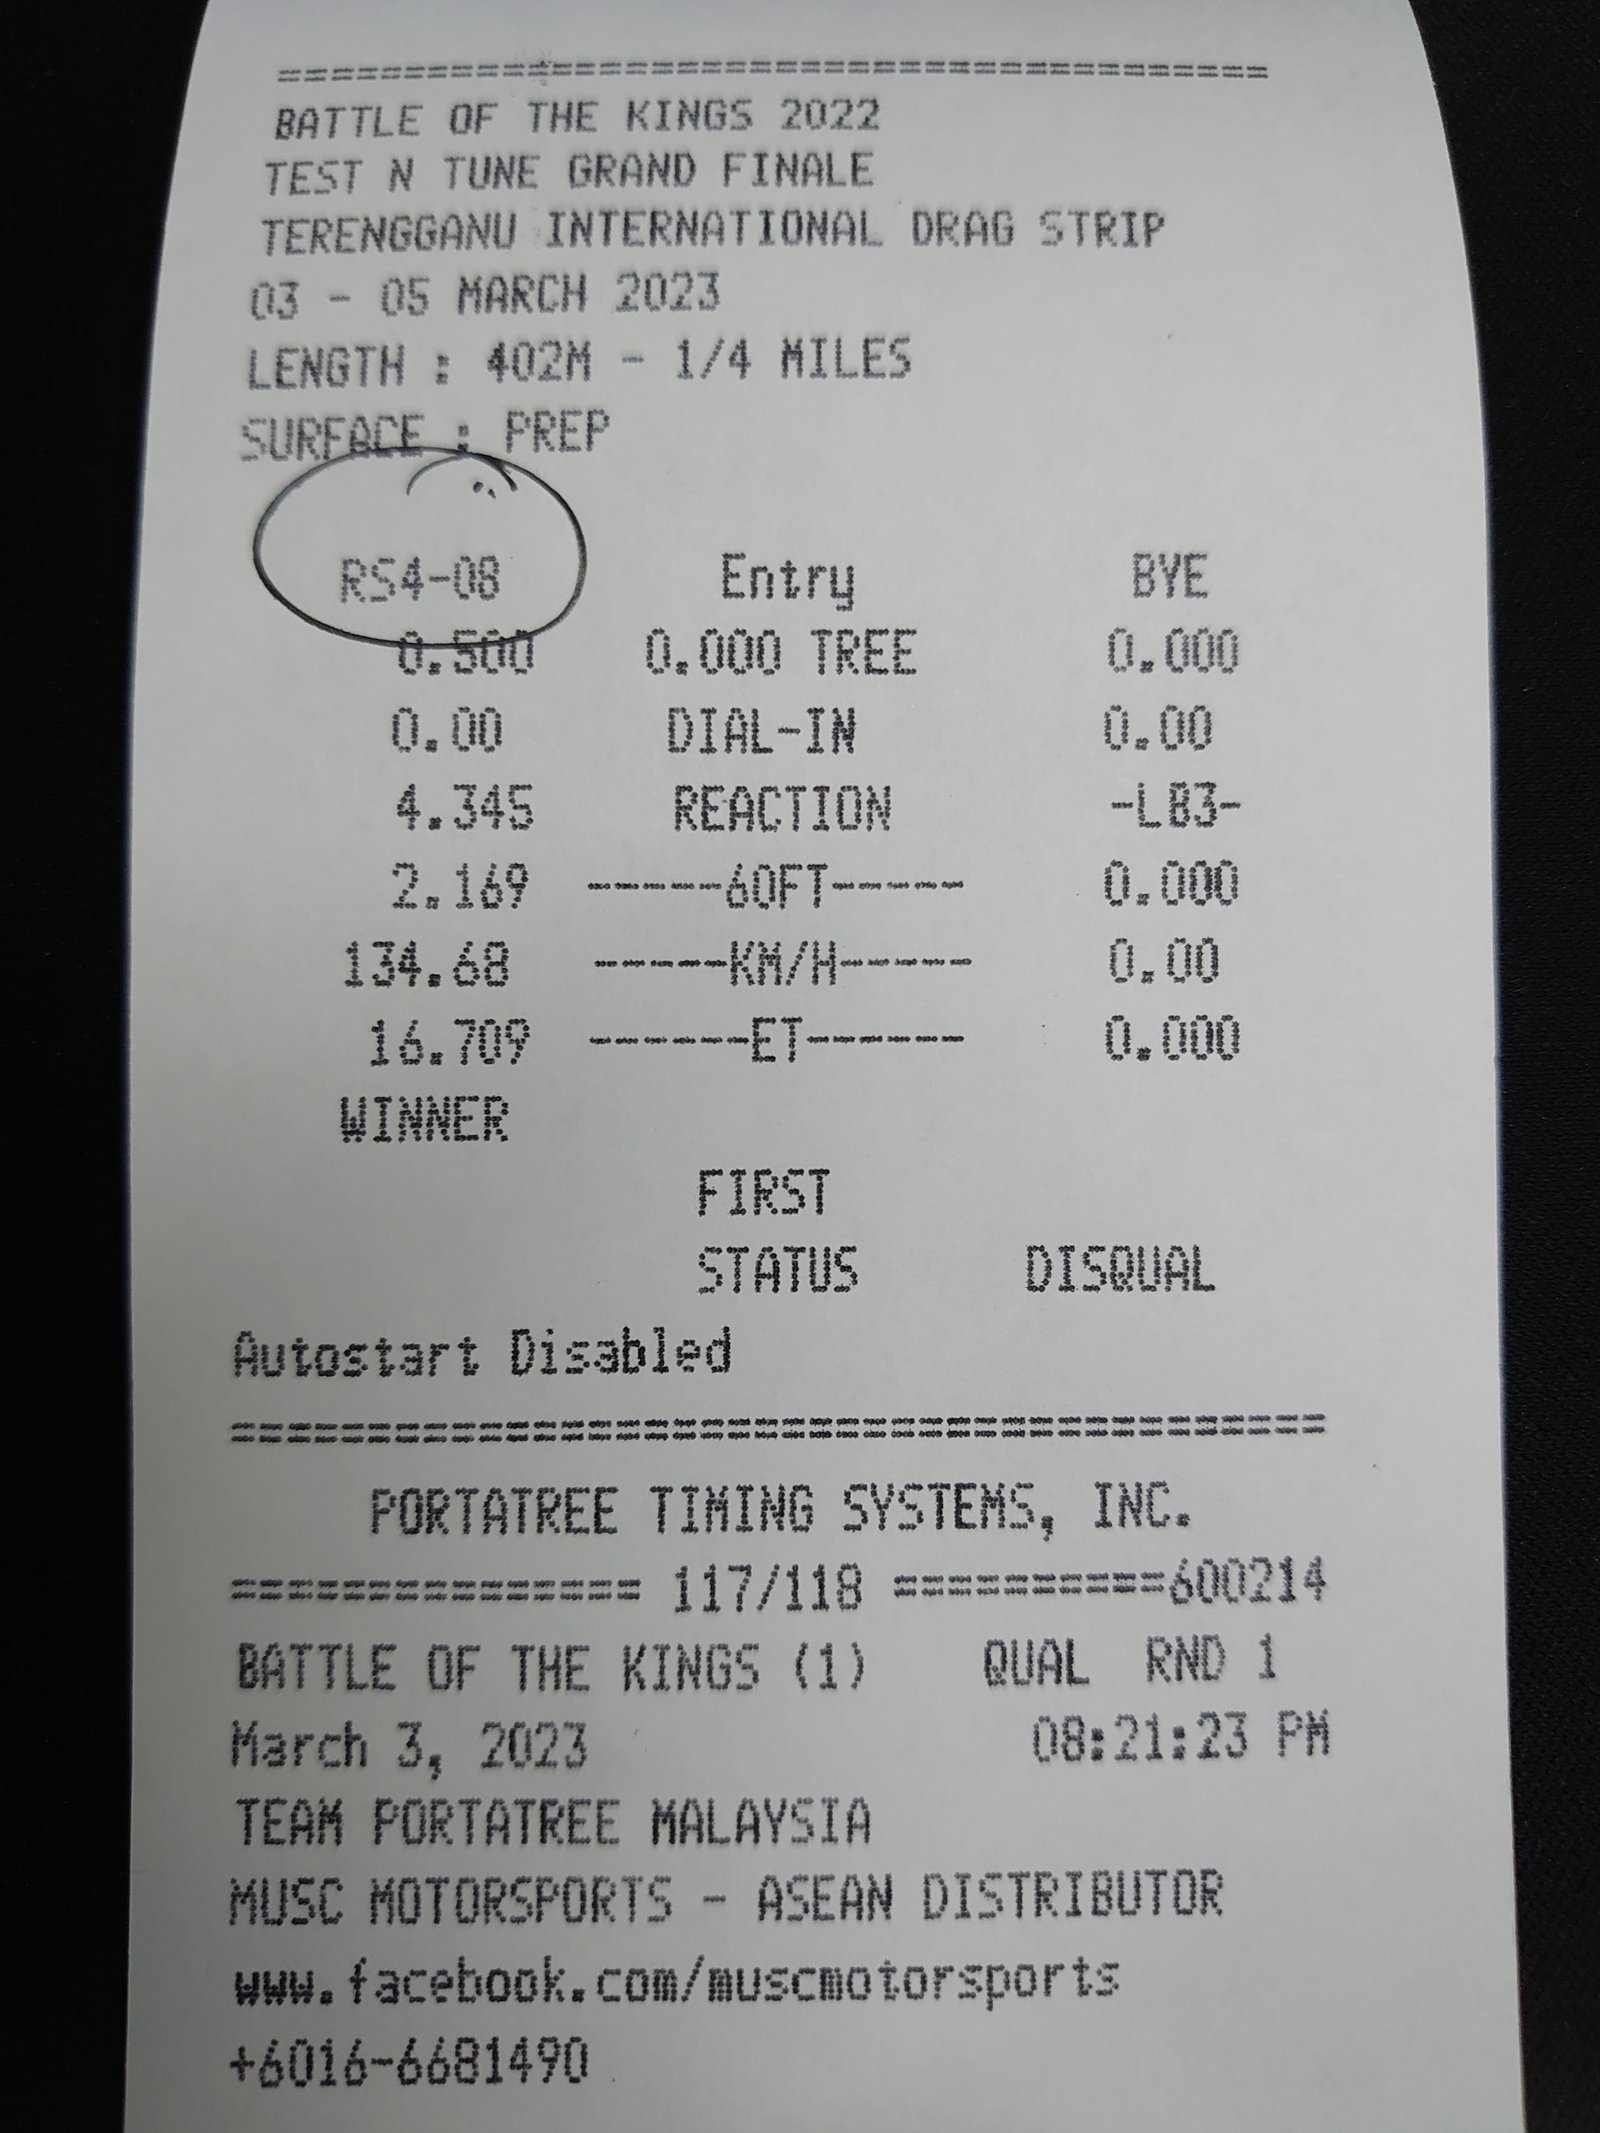 =======================================
BATTLE OF THE KINGS 2022
TEST N TUNE GRAND FINALE
TERENGGANU INTERNATIONAL DRAG STRIP
03 - 05 MARCH 2023
LENGTH : 402M - 1/4 MILES
SURFACE : PREP
RS4-08 Entry BYE
0.500 0.000 TREE 0.000
0.00 DIAL-IN 0.00
4.345 REACTION -LB3-
2.169 -----60FT----- 0.000
134.68 -----KM/H----- 0.00
16.709 ------ET------ 0.000
WINNER
FIRST
STATUS DISQUAL
Autostart Disabled
========================================
PORTATREE TIMING SYSTEMS, INC.
=============== 117/118 ==========600214
BATTLE OF THE KINGS (1) QUAL RND 1
March 3, 2023 08:21:23 PM
TEAM PORTATREE MALAYSIA
MUSC MOTORSPORTS - ASEAN DISTRIBUTOR
www.facebook.com/muscmotorsports
+6016-6681490